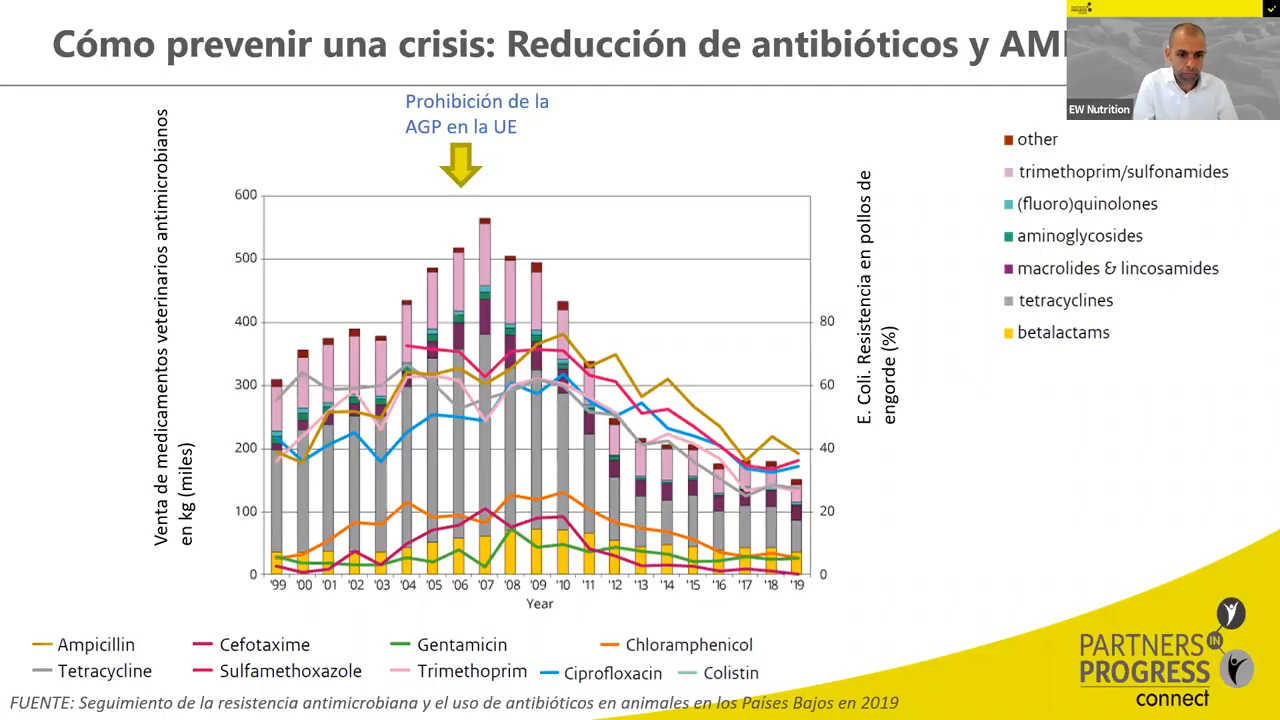 Cómo prevenir una crisis: Reducción de antibióticos y AM
PARTNERS
PROGRESS
EW Nutrition
Prohibición de la
AGP en la UE
Venta de medicamentos veterinarios antimicrobianos
en kg (miles)
600
500
400
300
200
100
0
80
60
40
20
0
E. Coli. Resistencia en pollos de
engorde (%)
'99 '00 '01 '02 '03 '04 '05 '06 '07 '08 '09 '10 '11 '12 '13 '14 '15 '16 '17 '18 '19
Year
other
trimethoprim/sulfonamides
(fluoro)quinolones
aminoglycosides
macrolides & lincosamides
tetracyclines
betalactams
Ampicillin Cefotaxime Gentamicin Chloramphenicol
Tetracycline Sulfamethoxazole Trimethoprim Ciprofloxacin Colistin
FUENTE: Seguimiento de la resistencia antimicrobiana y el uso de antibióticos en animales en los Países Bajos en 2019
PARTNERS IN
PROGRESS
connect